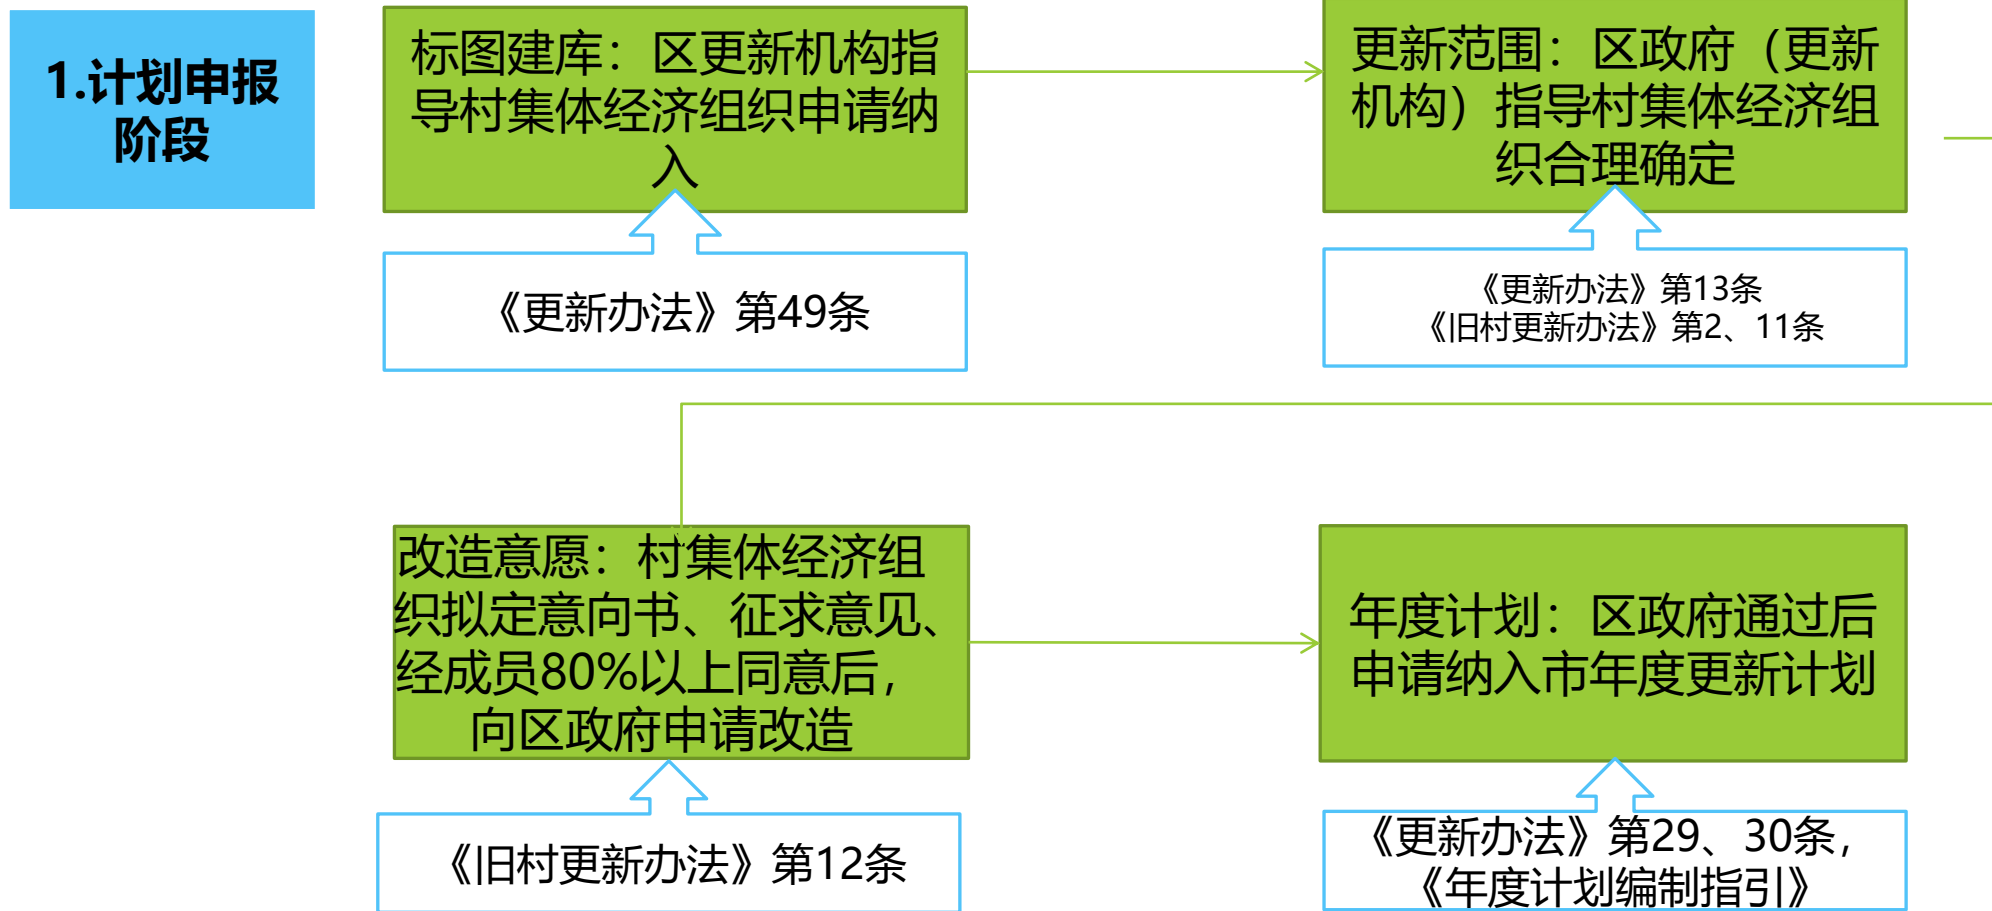 1.计划申报
阶段
标图建库：区更新机构指
导村集体经济组织申请纳
入
更新范围：区政府（更新
机构）指导村集体经济组
织合理确定
《更新办法》第49条
《更新办法》第13条
《旧村更新办法》第2、11条
改造意愿：村集体经济组
织拟定意向书、征求意见、
经成员80%以上同意后，
向区政府申请改造
年度计划：区政府通过后
申请纳入市年度更新计划
《旧村更新办法》第12条
《更新办法》第29、30条，
《年度计划编制指引》